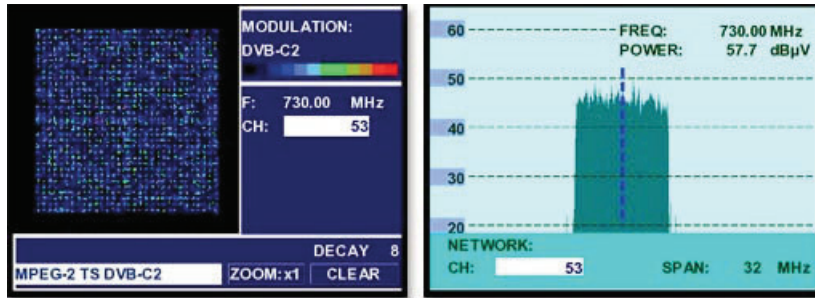 MODULATION:
DVB-C2
F: 730.00 MHz
CH: 53
DECAY 8
MPEG-2 TS DVB-C2 ZOOM:x1 CLEAR
60 FREQ: 730.00 MHz
POWER: 57.7 dBµV
50
40
30
20
NETWORK:
CH: 53 SPAN: 32 MHz